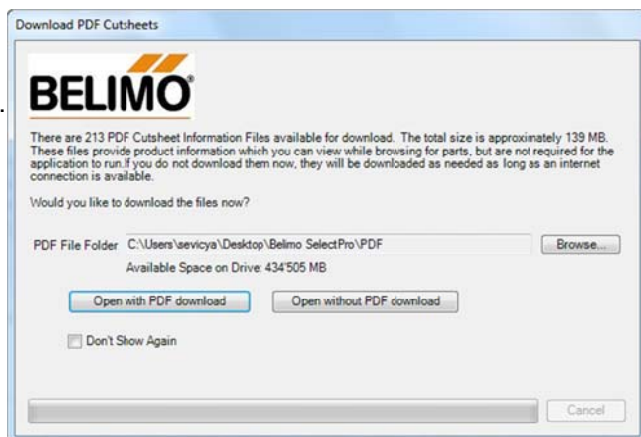 Download PDF Cutsheets
BELIMO®
There are 213 PDF Cutsheet Information Files available for download. The total size is approximately 139 MB.
These files provide product information which you can view while browsing for parts, but are not required for the
application to run.If you do not download them now, they will be downloaded as needed as long as an internet
connection is available.
Would you like to download the files now?
PDF File Folder C:\Users\sevicya\Desktop\Belimo SelectPro\PDF Browse...
Available Space on Drive: 434'505 MB
Open with PDF download Open without PDF download
Don't Show Again
Cancel